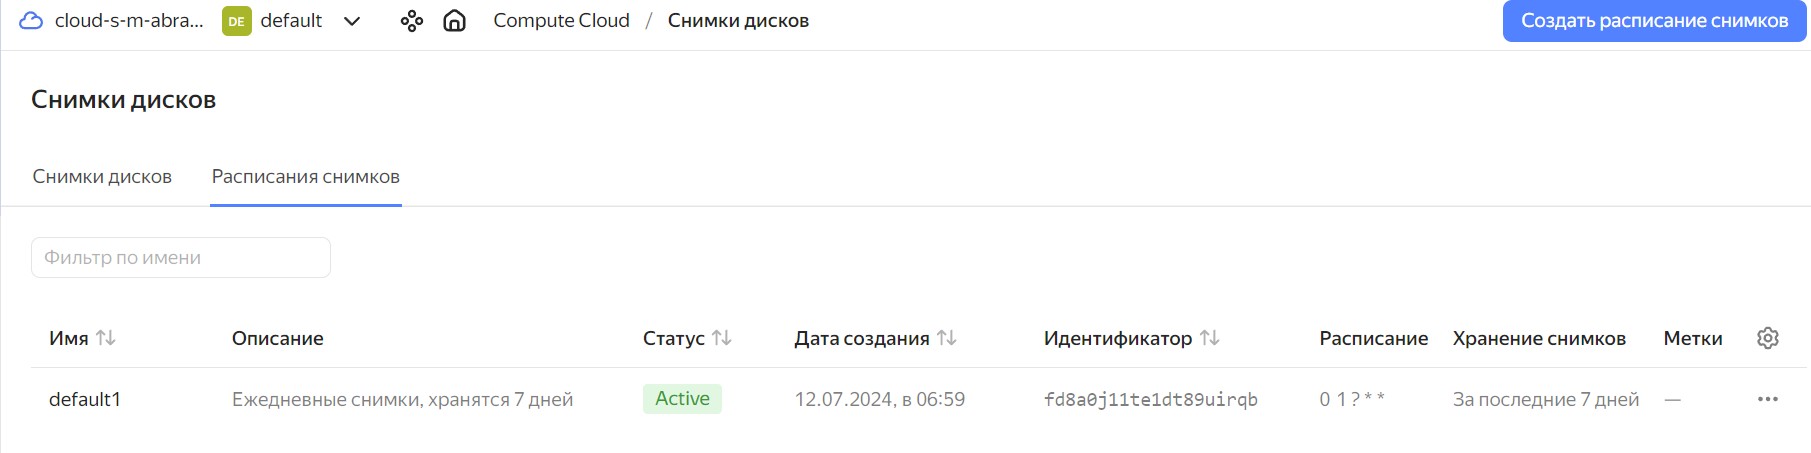 cloud-s-m-abra... DE default Compute Cloud / Снимки дисков Создать расписание снимков
Снимки дисков
Снимки дисков Расписания снимков
Фильтр по имени
Имя Описание Статус Дата создания Идентификатор Расписание Хранение снимков Метки
default1 Ежедневные снимки, хранятся 7 дней Active 12.07.2024, в 06:59 fd8a0j11te1dt89uirqb 0 1 ? * * За последние 7 дней —